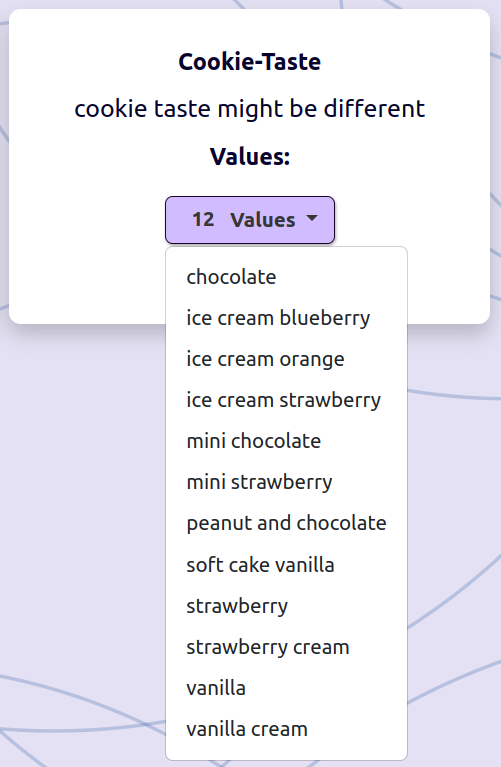 Cookie-Taste
cookie taste might be different
Values:
12 Values
chocolate
ice cream blueberry
ice cream orange
ice cream strawberry
mini chocolate
mini strawberry
peanut and chocolate
soft cake vanilla
strawberry
strawberry cream
vanilla
vanilla cream